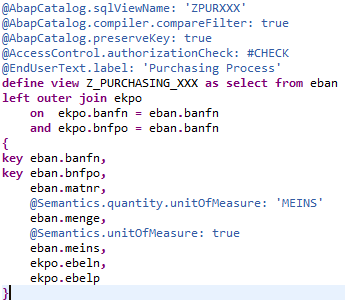 @AbapCatalog.sqlViewName: 'ZPURXXX'
@AbapCatalog.compiler.compareFilter: true
@AbapCatalog.preserveKey: true
@AccessControl.authorizationCheck: #CHECK
@EndUserText.label: 'Purchasing Process'
define view Z_PURCHASING_XXX as select from eban
left outer join ekpo
on ekpo.banfn = eban.banfn
and ekpo.bnfpo = eban.banfn
{
key eban.banfn,
key eban.bnfpo,
eban.matnr,
@Semantics.quantity.unitOfMeasure: 'MEINS'
eban.menge,
@Semantics.unitOfMeasure: true
eban.meins,
ekpo.ebeln,
ekpo.ebelp
}